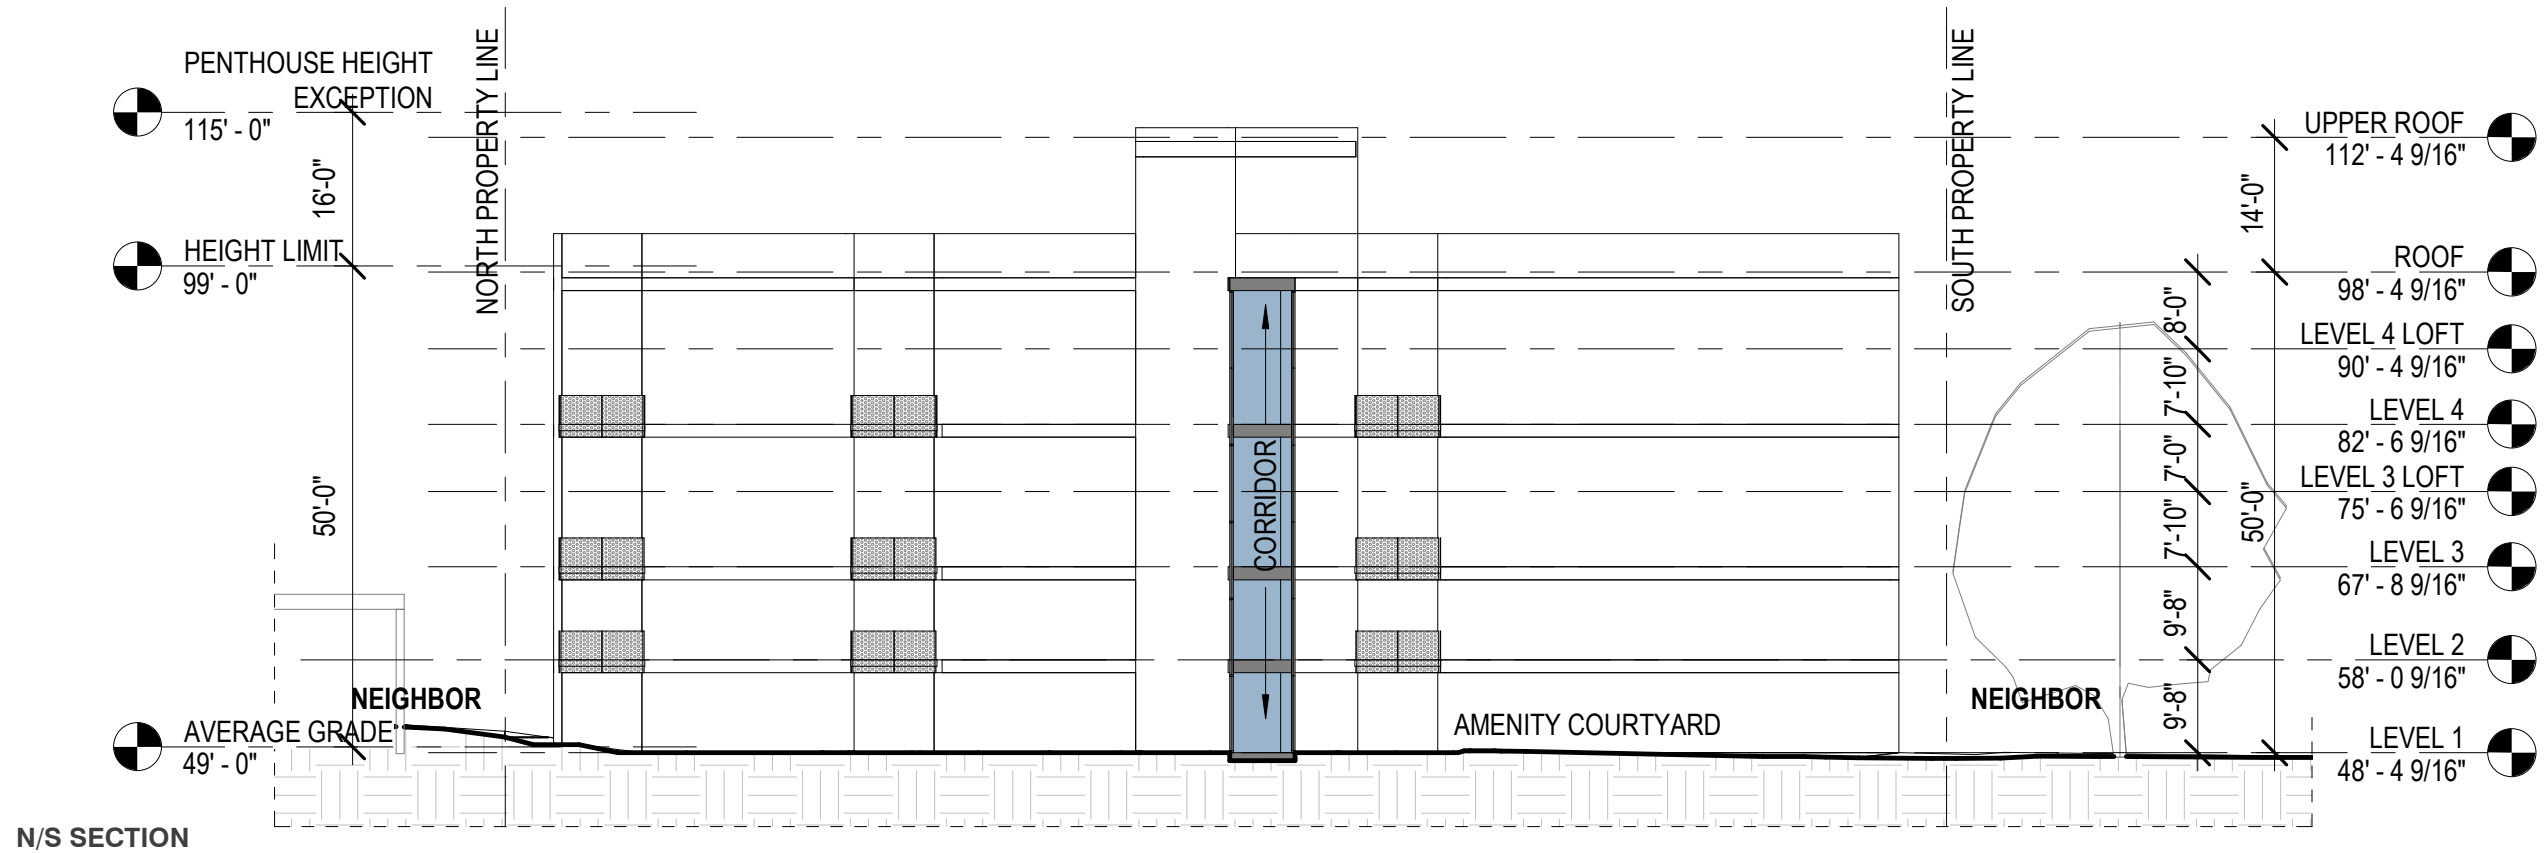 PENTHOUSE HEIGHT
EXCEPTION
115' - 0"
16'-0"
HEIGHT LIMIT
99' - 0"
50'-0"
AVERAGE GRADE
49' - 0"
NEIGHBOR
NORTH PROPERTY LINE
CORRIDOR
AMENITY COURTYARD
SOUTH PROPERTY LINE
NEIGHBOR
8'-0"
7'-10"
7'-0"
7'-10"
9'-8"
9'-8"
14'-0"
50'-0"
UPPER ROOF
112' - 4 9/16"
ROOF
98' - 4 9/16"
LEVEL 4 LOFT
90' - 4 9/16"
LEVEL 4
82' - 6 9/16"
LEVEL 3 LOFT
75' - 6 9/16"
LEVEL 3
67' - 8 9/16"
LEVEL 2
58' - 0 9/16"
LEVEL 1
48' - 4 9/16"
N/S SECTION